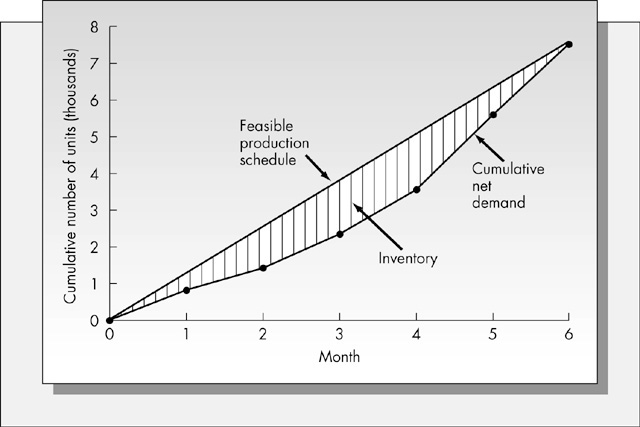 Cumulative number of units (thousands)
8
7
6
5
4
3
2
1
0
Feasible
production
schedule
Cumulative
net
demand
Inventory
0 1 2 3 4 5 6
Month